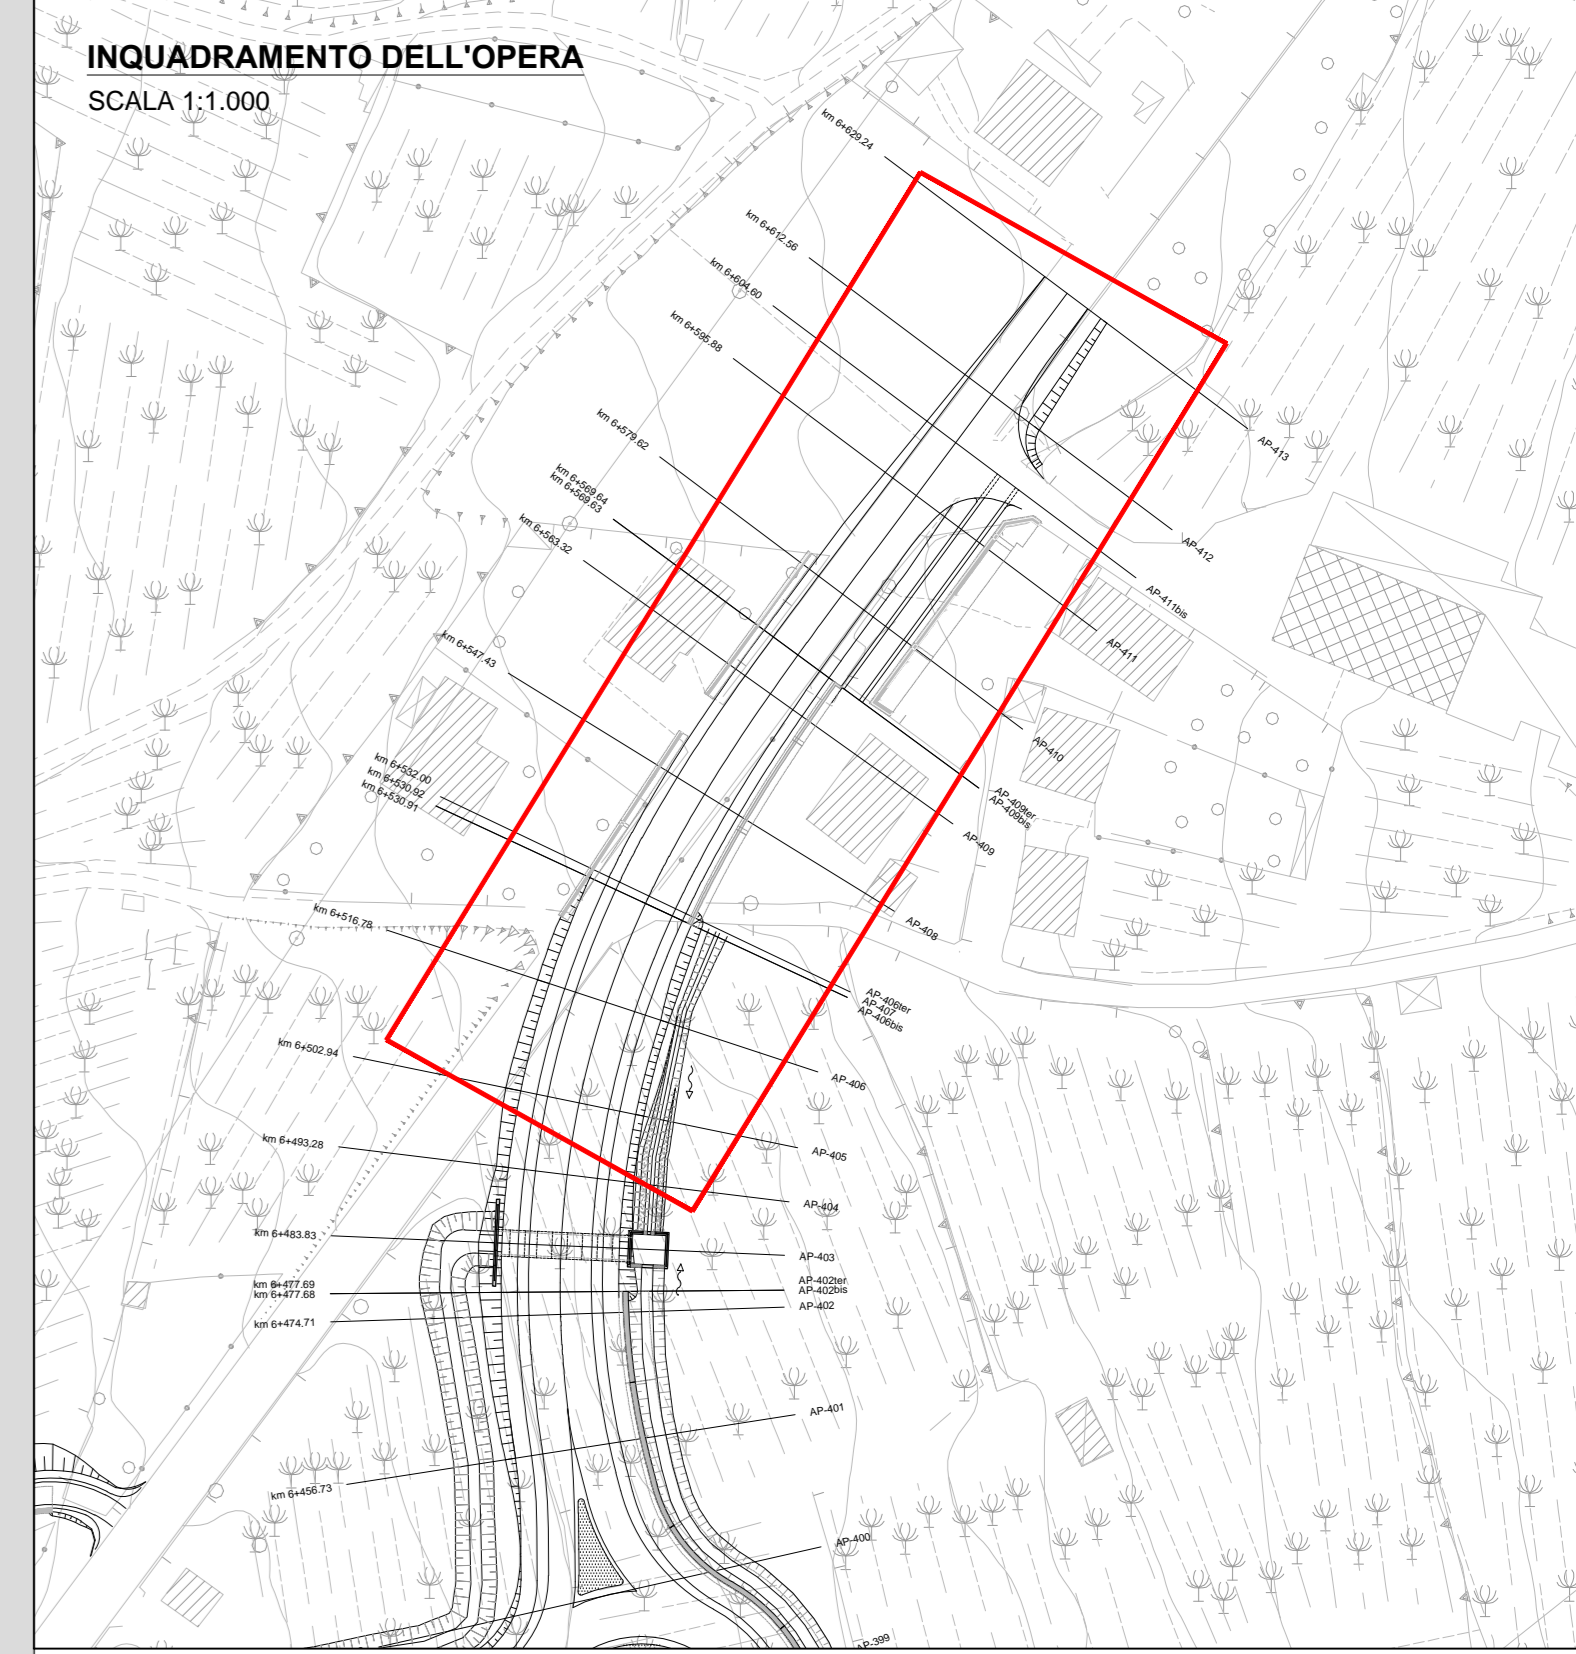 INQUADRAMENTO DELL'OPERA
SCALA 1:1.000
km 6+629.24
km 6+612.56
km 6+604.60
km 6+595.88
km 6+579.62
km 6+569.64
km 6+569.63
km 6+563.32
km 6+547.43
km 6+532.00
km 6+530.92
km 6+530.91
km 6+516.78
km 6+502.94
km 6+493.28
km 6+483.83
km 6+477.69
km 6+477.68
km 6+474.71
km 6+456.73
AP-413
AP-412
AP-411bis
AP-411
AP-410
AP-409ter
AP-409bis
AP-409
AP-408
AP-406ter
AP-407
AP-406bis
AP-406
AP-405
AP-404
AP-403
AP-402ter
AP-402bis
AP-402
AP-401
AP-400
AP-399